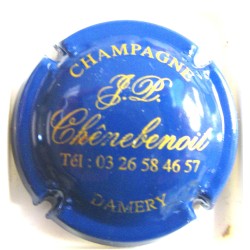 CHAMPAGNE
J.P.
Chênebenoit
Tél : 03 26 58 46 57
DAMERY